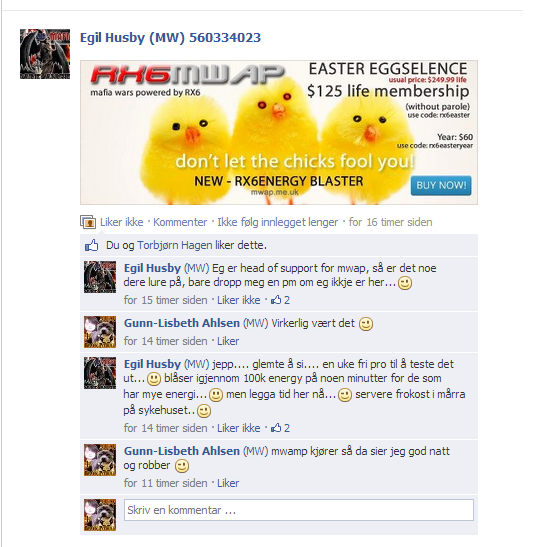 Egil Husby (MW) 560334023
RX6MWAP
mafia wars powered by RX6
EASTER EGGSELENCE
usual price: $249.99 life
$125 life membership
(without parole)
use code: rx6easter
Year: $60
use code: rx6easteryear
don't let the chicks fool you!
NEW - RX6ENERGY BLASTER
mwap.me.uk
BUY NOW!
Liker ikke · Kommenter · Ikke følg innlegget lenger · for 16 timer siden
Du og Torbjørn Hagen liker dette.
Egil Husby (MW) Eg er head of support for mwap, så er det noe
dere lure på, bare dropp meg en pm om eg ikkje er her...
for 15 timer siden · Liker ikke · 2
Gunn-Lisbeth Ahlsen (MW) Virkerlig vært det
for 14 timer siden · Liker
Egil Husby (MW) jepp.... glemte å si.... en uke fri pro til å teste det
ut... blåser igjennom 100k energy på noen minutter for de som
har mye energi... men legga tid her nå... servere frokost i mårra
på sykehuset..
for 14 timer siden · Liker ikke · 2
Gunn-Lisbeth Ahlsen (MW) mwamp kjører så da sier jeg god natt
og robber
for 11 timer siden · Liker
Skriv en kommentar ...